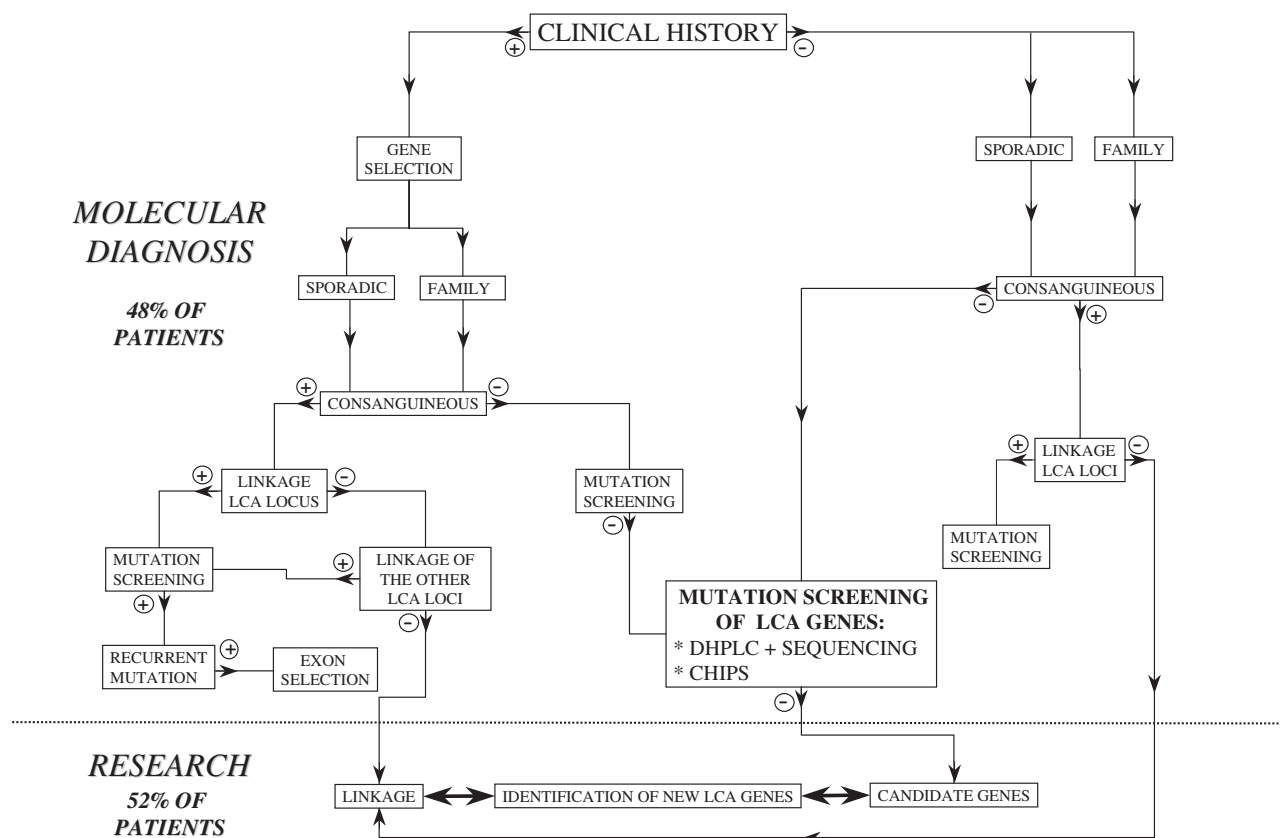 CLINICAL HISTORY
+
-
GENE
SELECTION
SPORADIC
FAMILY
MOLECULAR
DIAGNOSIS
48% OF
PATIENTS
SPORADIC
FAMILY
CONSANGUINEOUS
-
+
+
-
CONSANGUINEOUS
+
-
LINKAGE
LCA LOCI
+
-
LINKAGE
LCA LOCUS
MUTATION
SCREENING
-
MUTATION
SCREENING
MUTATION
SCREENING
+
+
LINKAGE OF
THE OTHER
LCA LOCI
-
MUTATION SCREENING
OF LCA GENES:
* DHPLC + SEQUENCING
* CHIPS
-
RECURRENT
MUTATION
+
EXON
SELECTION
RESEARCH
52% OF
PATIENTS
LINKAGE
IDENTIFICATION OF NEW LCA GENES
CANDIDATE GENES